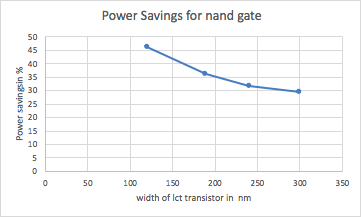 Power Savings for nand gate
50
45
40
35
30
25
20
15
10
5
0
Power savingsin %
0 50 100 150 200 250 300 350
width of lct transistor in nm